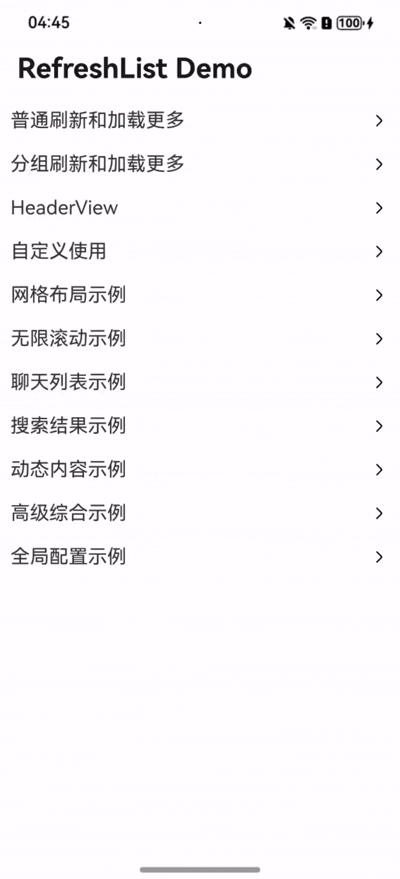 04:45
100
RefreshList Demo
普通刷新和加载更多
分组刷新和加载更多
HeaderView
自定义使用
网格布局示例
无限滚动示例
聊天列表示例
搜索结果示例
动态内容示例
高级综合示例
全局配置示例